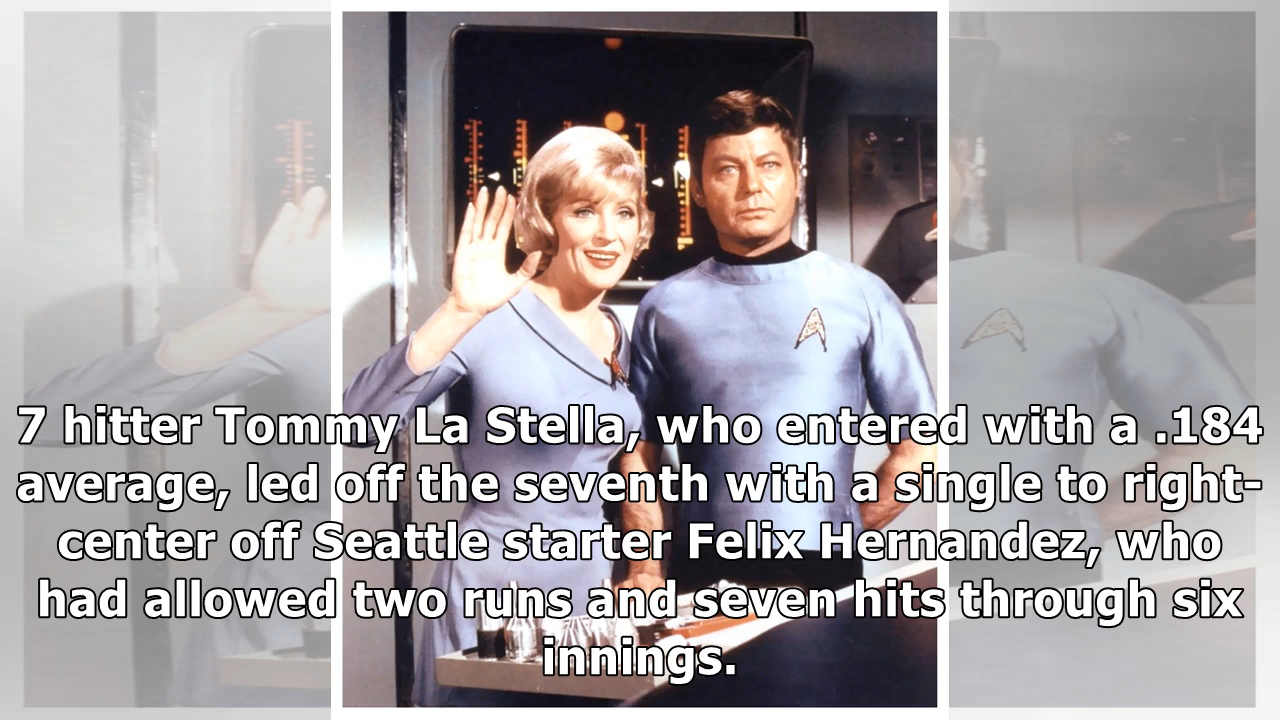 7 hitter Tommy La Stella, who entered with a .184
average, led off the seventh with a single to right-
center off Seattle starter Felix Hernandez, who
had allowed two runs and seven hits through six
innings.